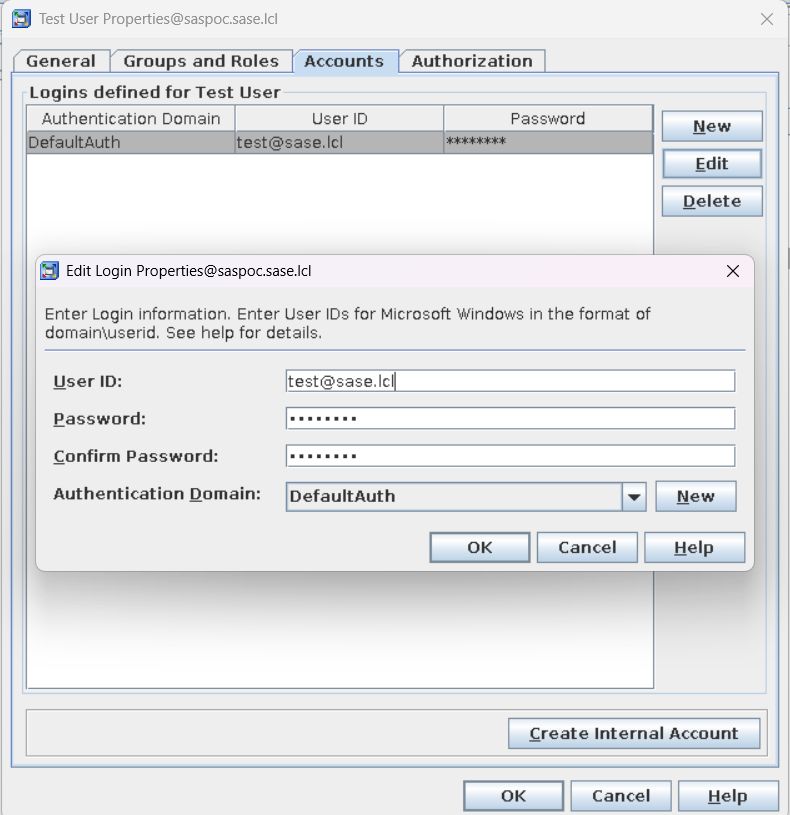 Test User Properties@saspoc.sase.lcl
General Groups and Roles Accounts Authorization
Logins defined for Test User
Authentication Domain User ID Password
DefaultAuth test@sase.lcl ********
New
Edit
Delete
Edit Login Properties@saspoc.sase.lcl
Enter Login information. Enter User IDs for Microsoft Windows in the format of
domain\userid. See help for details.
User ID: test@sase.lcl
Password: ••••••••
Confirm Password: ••••••••
Authentication Domain: DefaultAuth New
OK Cancel Help
Create Internal Account
OK Cancel Help